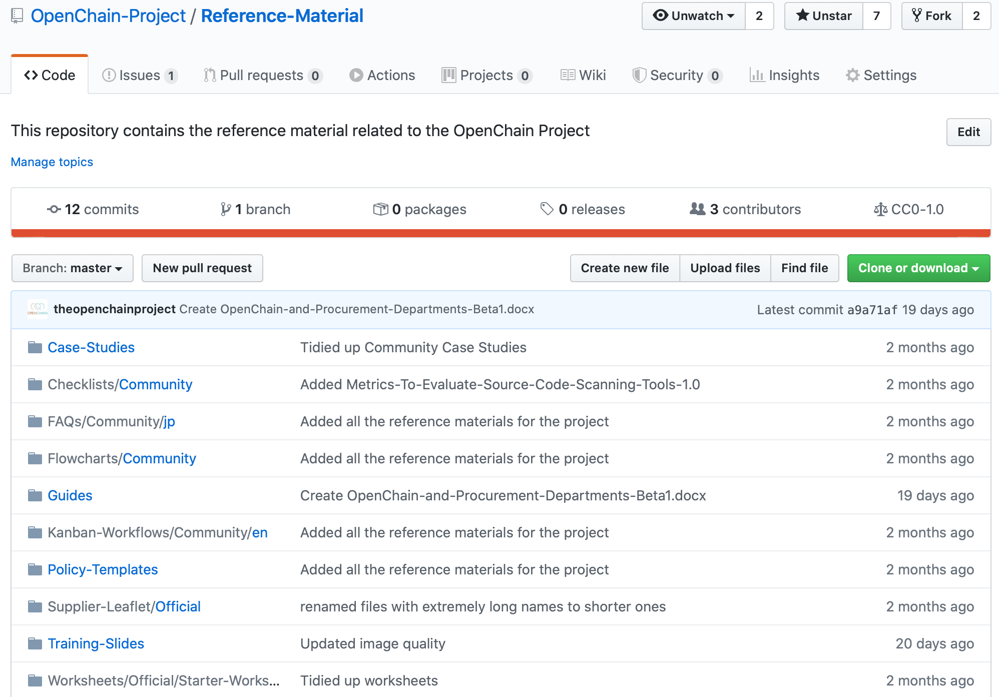 OpenChain-Project / Reference-Material
Unwatch 2
Unstar 7
Fork 2
Code
Issues 1
Pull requests 0
Actions
Projects 0
Wiki
Security 0
Insights
Settings
This repository contains the reference material related to the OpenChain Project
Edit
Manage topics
12 commits
1 branch
0 packages
0 releases
3 contributors
CC0-1.0
Branch: master
New pull request
Create new file
Upload files
Find file
Clone or download
OPENCHAIN
theopenchainproject Create OpenChain-and-Procurement-Departments-Beta1.docx
Latest commit a9a71af 19 days ago
Case-Studies Tidied up Community Case Studies 2 months ago
Checklists/Community Added Metrics-To-Evaluate-Source-Code-Scanning-Tools-1.0 2 months ago
FAQs/Community/jp Added all the reference materials for the project 2 months ago
Flowcharts/Community Added all the reference materials for the project 2 months ago
Guides Create OpenChain-and-Procurement-Departments-Beta1.docx 19 days ago
Kanban-Workflows/Community/en Added all the reference materials for the project 2 months ago
Policy-Templates Added all the reference materials for the project 2 months ago
Supplier-Leaflet/Official renamed files with extremely long names to shorter ones 2 months ago
Training-Slides Updated image quality 20 days ago
Worksheets/Official/Starter-Works... Tidied up worksheets 2 months ago